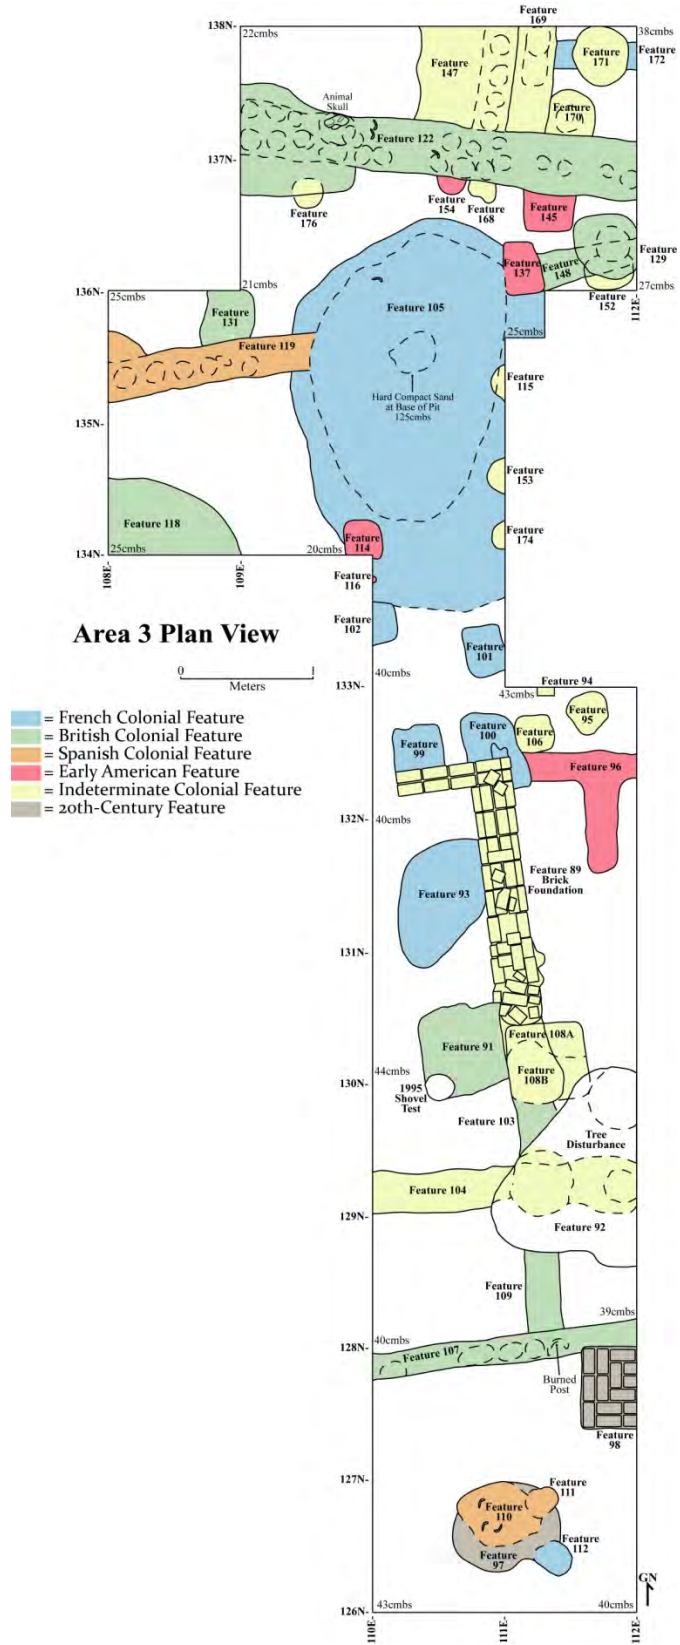 138N-
22cmbs
Feature
169
38cmbs
Feature
147
Feature
171
Feature
172
Animal
Skull
Feature
170
Feature 122
137N-
Feature
176
Feature
154
Feature
168
Feature
145
Feature
129
Feature
137
Feature
148
21cmbs
27cmbs
136N-
25cmbs
Feature
152
112E-
Feature
131
Feature 105
25cmbs
Feature 119
Hard Compact Sand
at Base of Pit
125cmbs
Feature
115
135N-
Feature
153
Feature 118
Feature
174
134N-
25cmbs
20cmbs
Feature
114
108E-
109E-
Feature
116
Feature
102
Area 3 Plan View
Feature
101
0
1
Meters
40cmbs
133N-
43cmbs
Feature 94
Feature
95
= French Colonial Feature
= British Colonial Feature
= Spanish Colonial Feature
= Early American Feature
= Indeterminate Colonial Feature
= 20th-Century Feature
Feature
99
Feature
100
Feature
106
Feature 96
132N-
40cmbs
Feature 93
Feature 89
Brick
Foundation
131N-
Feature 91
Feature 108A
Feature
108B
44cmbs
130N-
1995
Shovel
Test
Feature 103
Tree
Disturbance
Feature 104
129N-
Feature 92
Feature
109
39cmbs
128N-
40cmbs
Feature 107
Burned
Post
Feature
98
127N-
Feature
111
Feature
110
Feature
112
Feature
97
GN
126N-
43cmbs
40cmbs
110E-
111E-
112E-